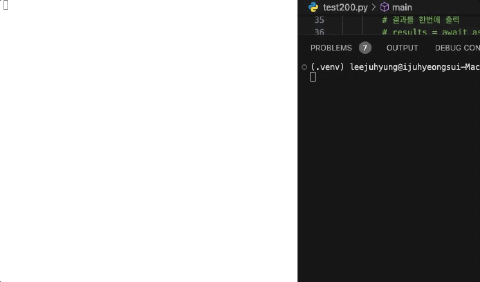 test200.py > main
35 # 결과를 한번에 출력
36 # results = await as
PROBLEMS 7 OUTPUT DEBUG CON
(.venv) leejuhyung@ijuhyeongsui-Mac